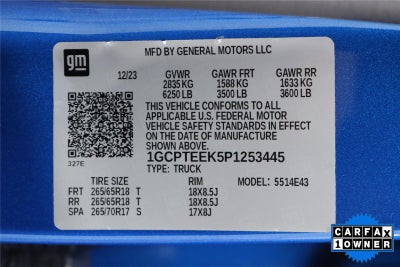 gm
MFD BY GENERAL MOTORS LLC
12/23 GVWR GAWR FRT GAWR RR
2835 KG 1588 KG 1633 KG
6250 LB 3500 LB 3600 LB
THIS VEHICLE CONFORMS TO ALL
APPLICABLE U.S. FEDERAL MOTOR
VEHICLE SAFETY STANDARDS IN EFFECT
ON THE DATE OF MANUFACTURE
SHOWN ABOVE.
327E
1GCPTEEK5P1253445
TYPE: TRUCK
TIRE SIZE RIM MODEL: 5514E43
FRT 265/65R18 T 18X8.5J
RR 265/65R18 T 18X8.5J
SPA 265/70R17 S 17X8J
CARFAX
1 OWNER